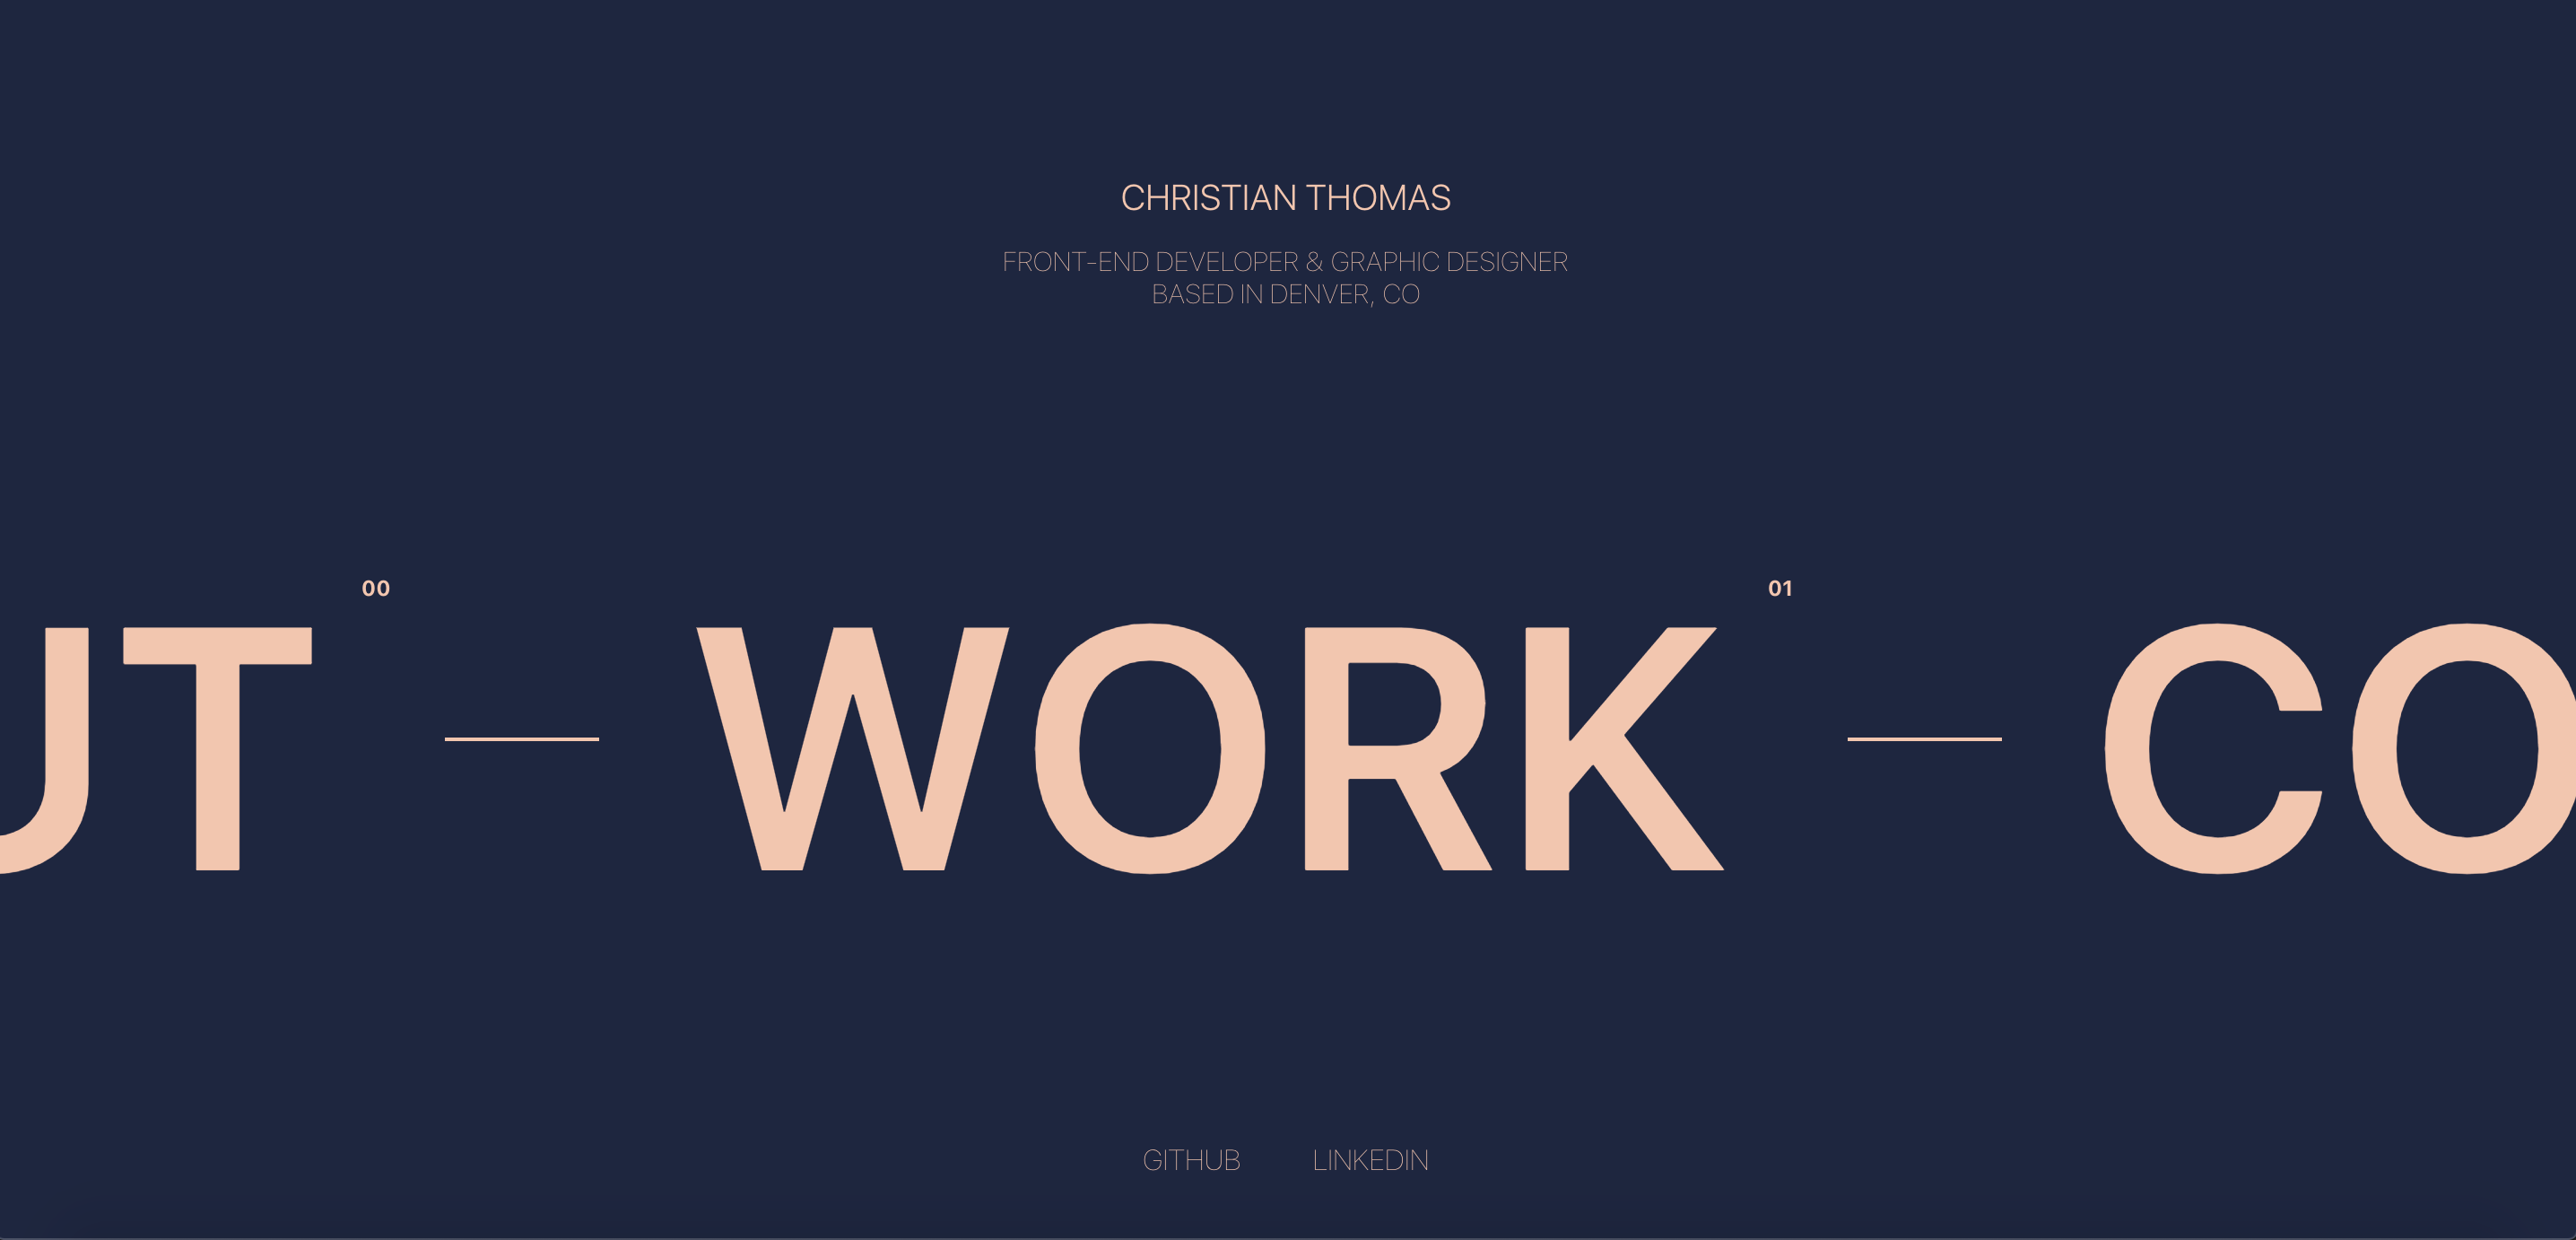 CHRISTIAN THOMAS
FRONT-END DEVELOPER & GRAPHIC DESIGNER
BASED IN DENVER, CO
00 01
UT — WORK — CO
GITHUB LINKEDIN